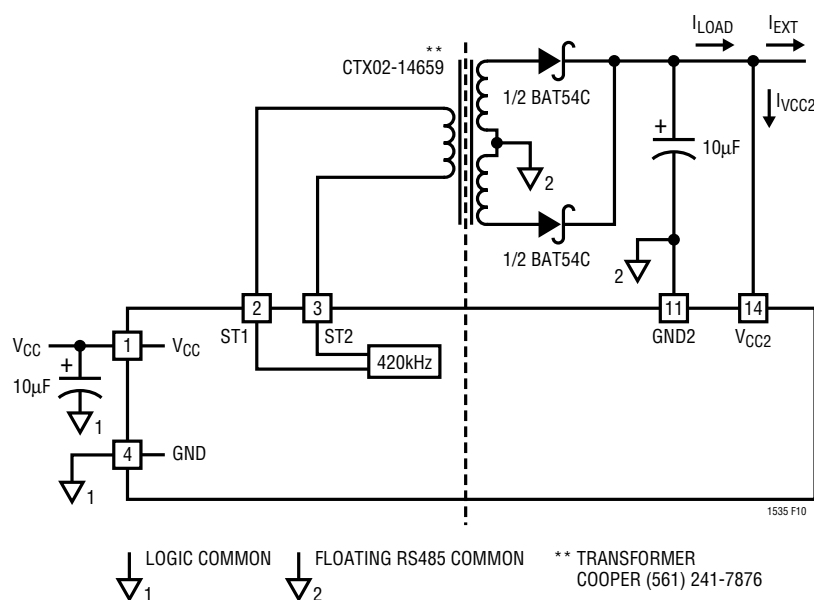 I_LOAD I_EXT
**
CTX02-14659
1/2 BAT54C
I_VCC2
+
10µF
2
1/2 BAT54C
2
2 3 11 14
ST1 ST2 GND2 V_CC2
V_CC 1 V_CC
420kHz
+
10µF
1
4 GND
1
1535 F10
1 LOGIC COMMON 2 FLOATING RS485 COMMON ** TRANSFORMER
COOPER (561) 241-7876